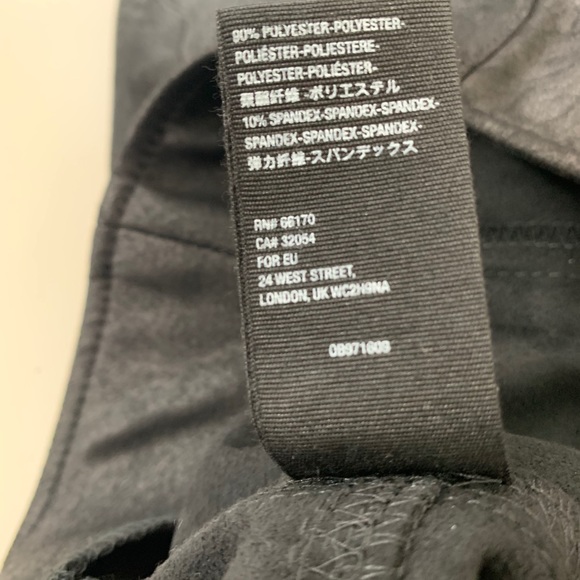 90% POLYESTER-POLYESTER-
POLIÉSTER-POLIESTERE-
POLYESTER-POLIÉSTER-
聚酯纤维-ポリエステル
10% SPANDEX-SPANDEX-SPANDEX-
SPANDEX-SPANDEX-SPANDEX-
弹力纤维-スパンデックス
RN# 66170
CA# 32054
FOR EU
24 WEST STREET,
LONDON, UK WC2H9NA
08971609